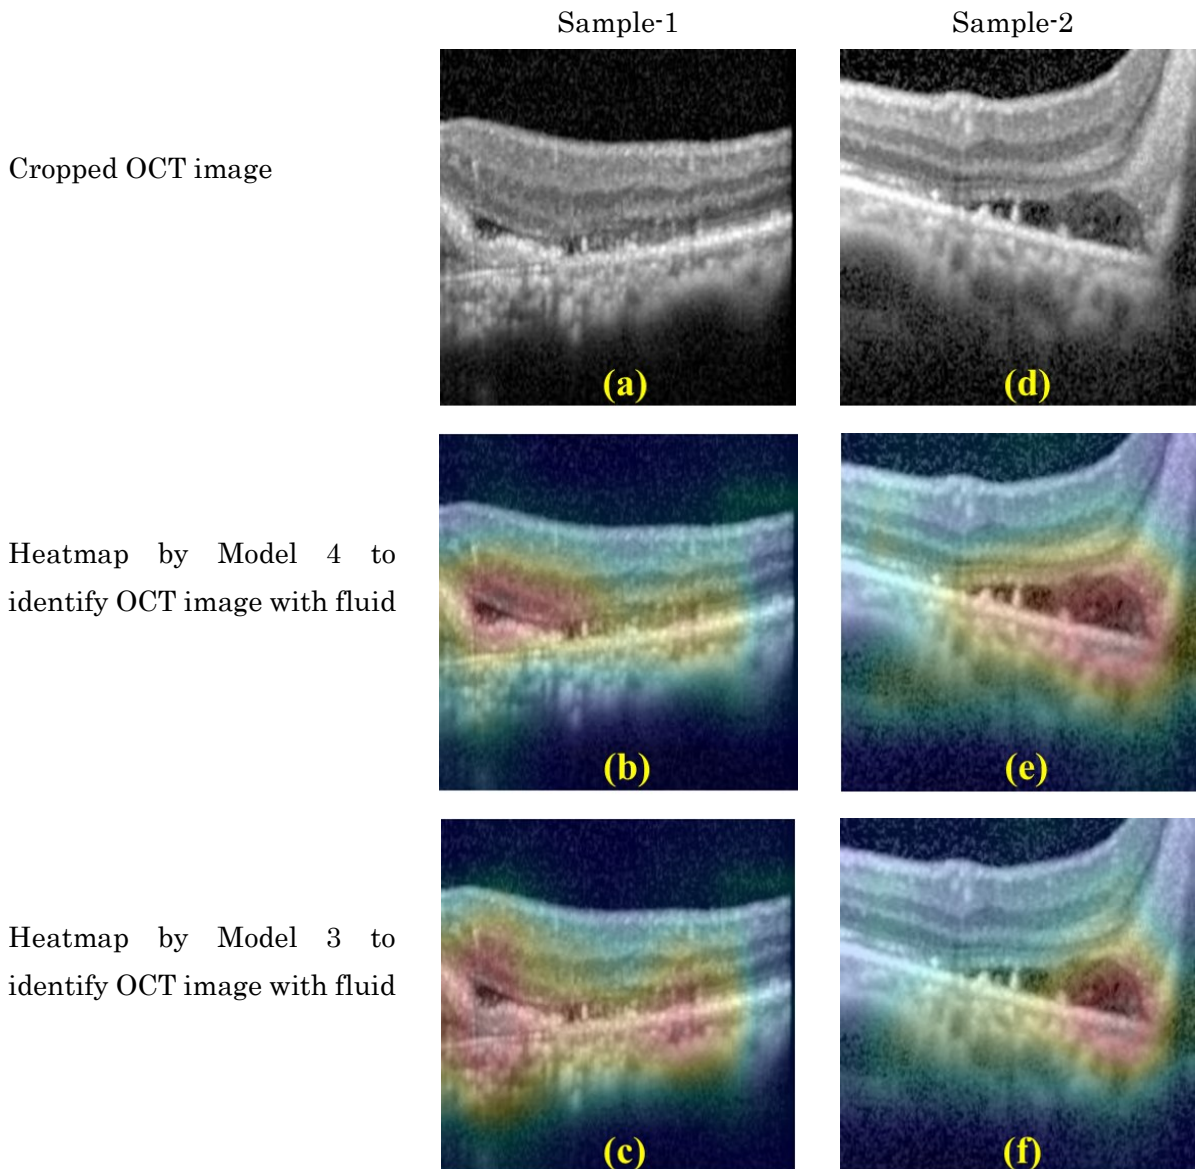 Sample-1 Sample-2
Cropped OCT image
(a) (d)
Heatmap by Model 4 to
identify OCT image with fluid
(b) (e)
Heatmap by Model 3 to
identify OCT image with fluid
(c) (f)